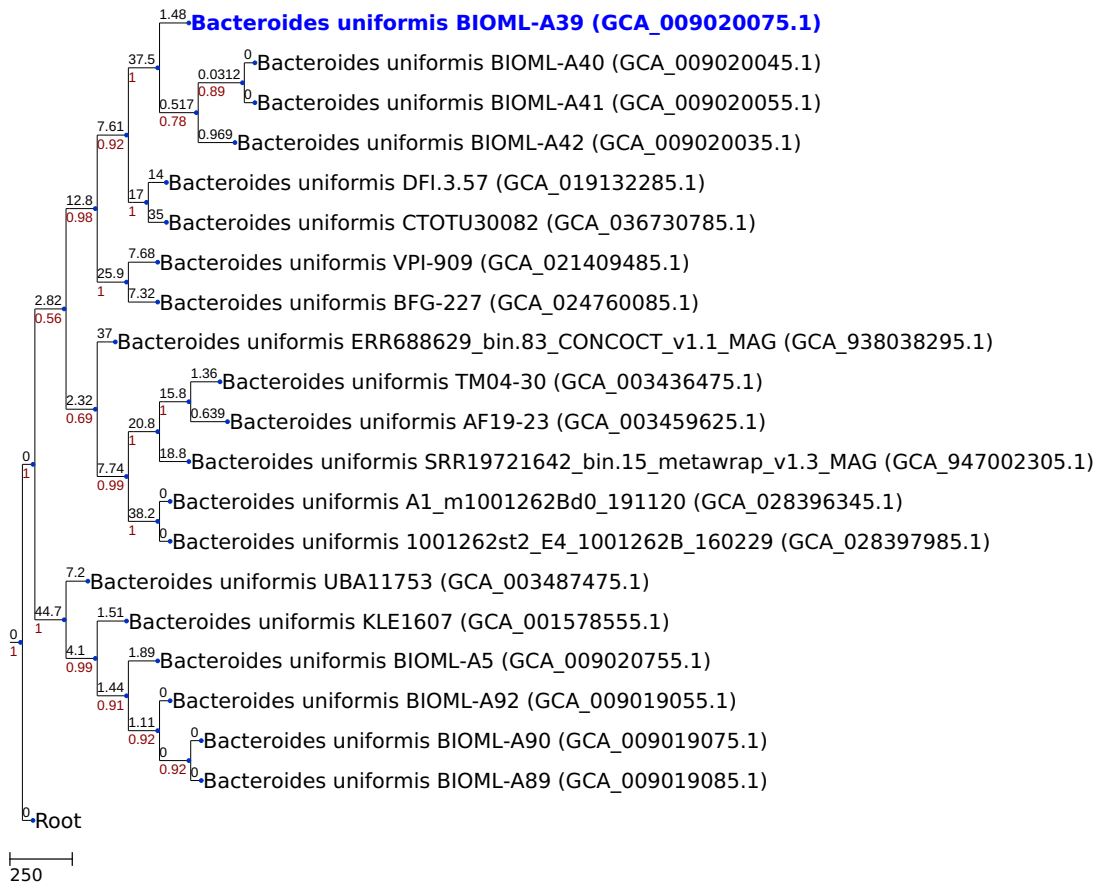 1.48
Bacteroides uniformis BIOML-A39 (GCA_009020075.1)
37.5
1
0
Bacteroides uniformis BIOML-A40 (GCA_009020045.1)
0.0312
0.89
0
Bacteroides uniformis BIOML-A41 (GCA_009020055.1)
0.517
0.78
0.969
Bacteroides uniformis BIOML-A42 (GCA_009020035.1)
7.61
0.92
14
Bacteroides uniformis DFI.3.57 (GCA_019132285.1)
17
1
35
Bacteroides uniformis CTOTU30082 (GCA_036730785.1)
12.8
0.98
7.68
Bacteroides uniformis VPI-909 (GCA_021409485.1)
25.9
1
7.32
Bacteroides uniformis BFG-227 (GCA_024760085.1)
2.82
0.56
37
Bacteroides uniformis ERR688629_bin.83_CONCOCT_v1.1_MAG (GCA_938038295.1)
2.32
0.69
1.36
Bacteroides uniformis TM04-30 (GCA_003436475.1)
15.8
1
0.639
Bacteroides uniformis AF19-23 (GCA_003459625.1)
20.8
1
18.8
Bacteroides uniformis SRR19721642_bin.15_metawrap_v1.3_MAG (GCA_947002305.1)
7.74
0.99
0
Bacteroides uniformis A1_m1001262Bd0_191120 (GCA_028396345.1)
38.2
1
0
Bacteroides uniformis 1001262st2_E4_1001262B_160229 (GCA_028397985.1)
0
1
7.2
Bacteroides uniformis UBA11753 (GCA_003487475.1)
44.7
1
1.51
Bacteroides uniformis KLE1607 (GCA_001578555.1)
4.1
0.99
1.89
Bacteroides uniformis BIOML-A5 (GCA_009020755.1)
1.44
0.91
0
Bacteroides uniformis BIOML-A92 (GCA_009019055.1)
1.11
0.92
0
Bacteroides uniformis BIOML-A90 (GCA_009019075.1)
0
0.92
0
Bacteroides uniformis BIOML-A89 (GCA_009019085.1)
0
1
0
Root
250